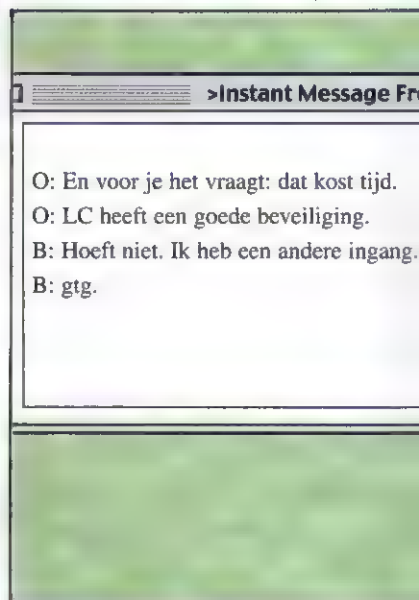 >Instant Message Fr
O: En voor je het vraagt: dat kost tijd.
O: LC heeft een goede beveiliging.
B: Hoeft niet. Ik heb een andere ingang.
B: gtg.